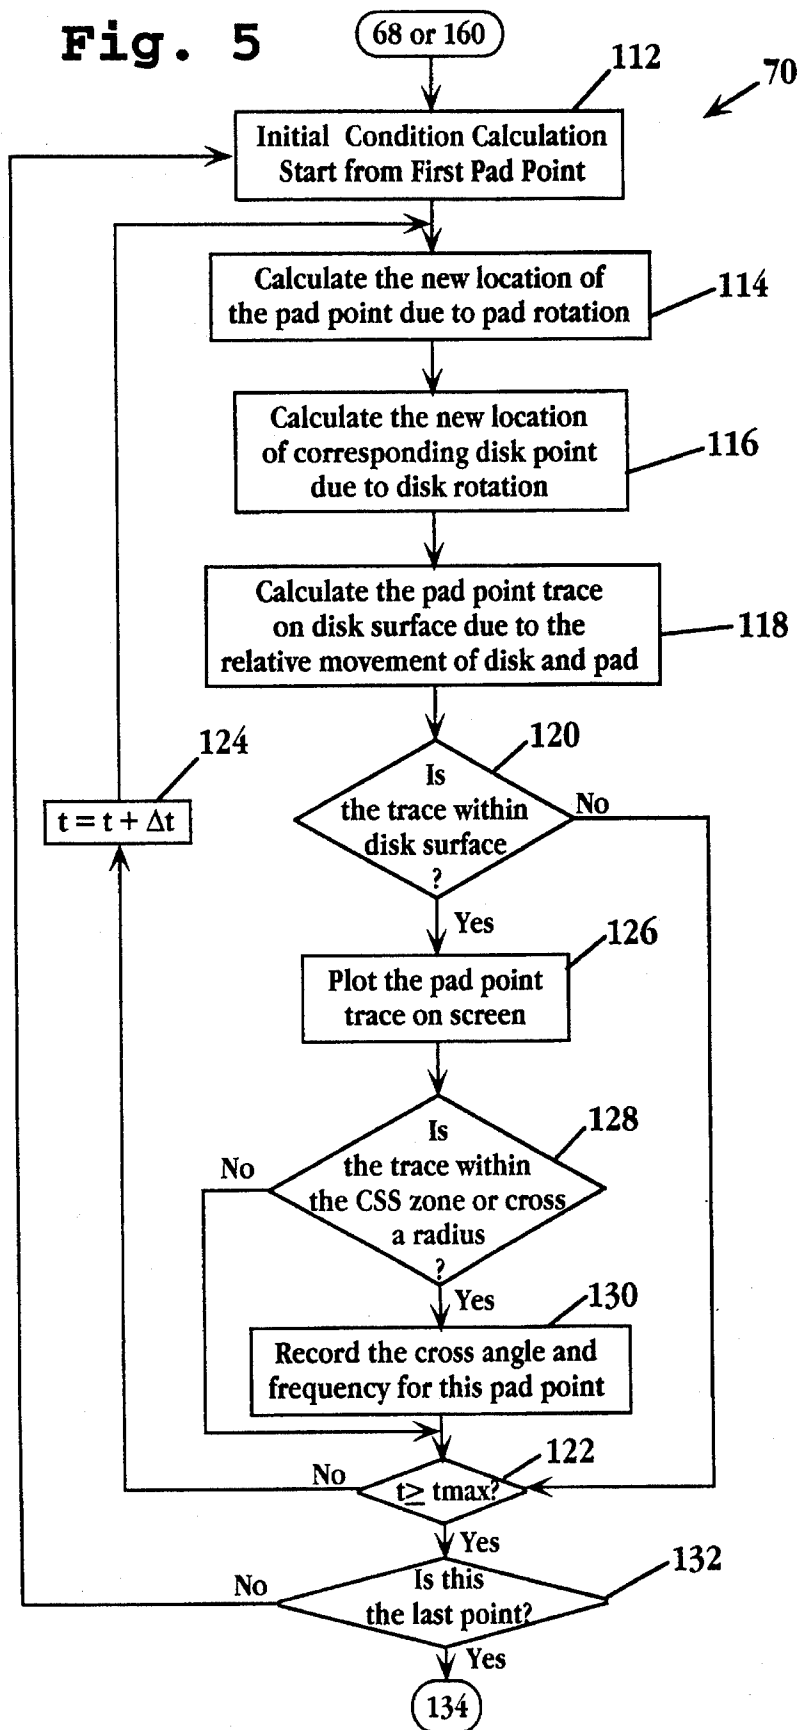 Fig. 5
68 or 160
112
70
Initial Condition Calculation
Start from First Pad Point
Calculate the new location of
the pad point due to pad rotation
114
Calculate the new location
of corresponding disk point
due to disk rotation
116
Calculate the pad point trace
on disk surface due to the
relative movement of disk and pad
118
124
t = t + Δt
120
Is
the trace within
disk surface
?
No
Yes
126
Plot the pad point
trace on screen
128
Is
the trace within
the CSS zone or cross
a radius
?
No
Yes
130
Record the cross angle and
frequency for this pad point
122
t≥ tmax?
No
Yes
132
Is this
the last point?
No
Yes
134